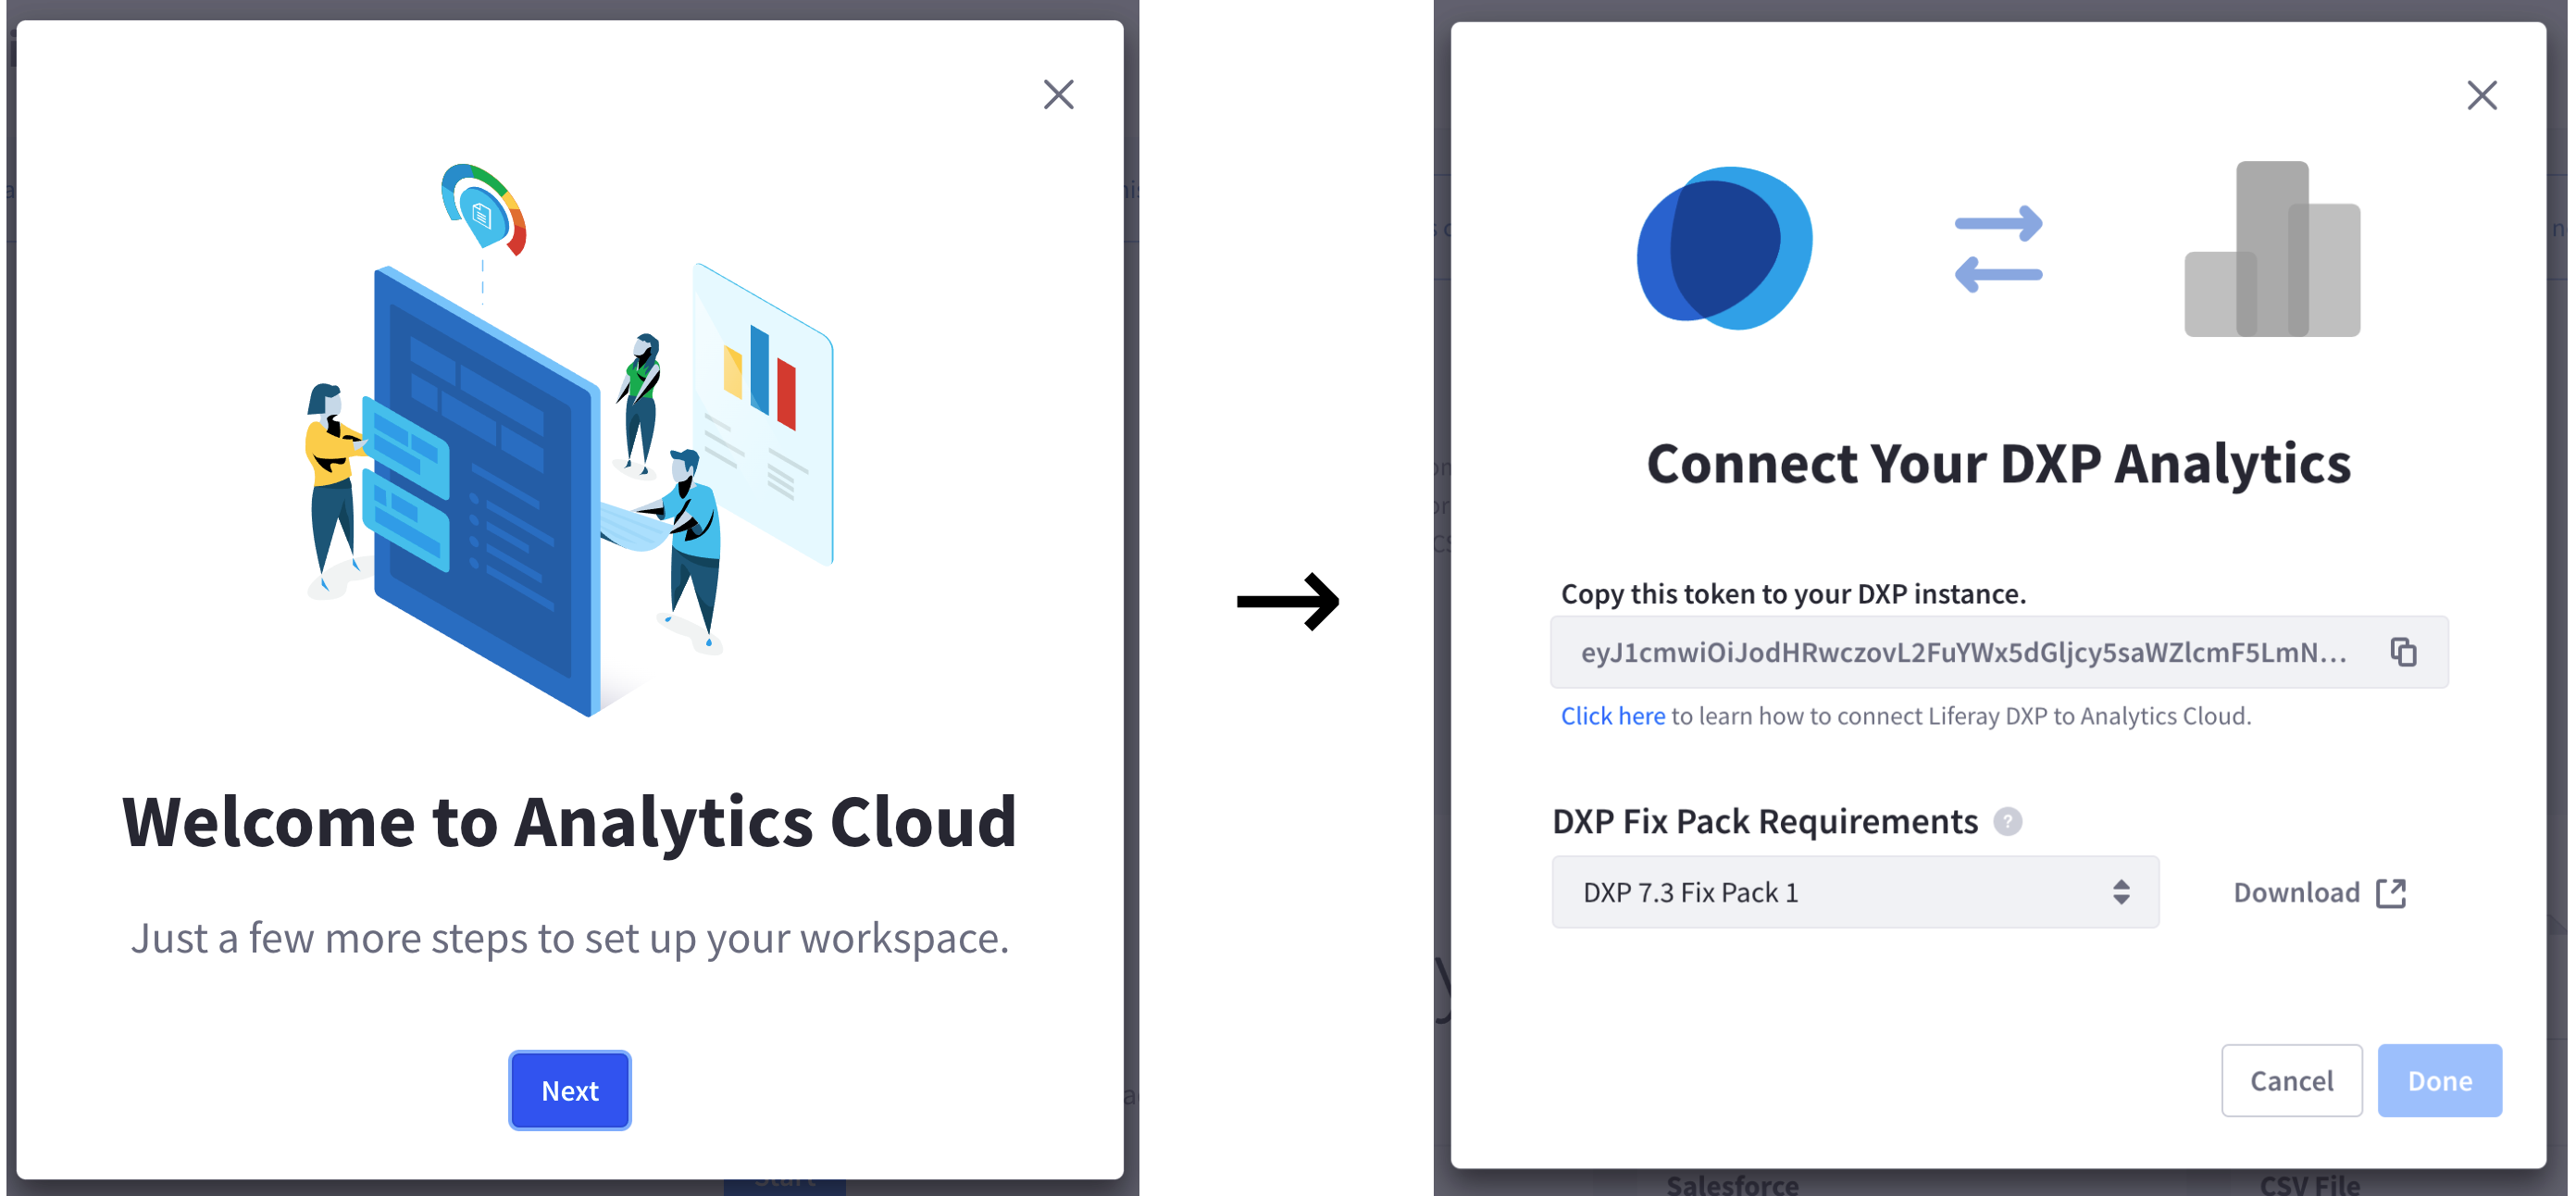 Welcome to Analytics Cloud
Just a few more steps to set up your workspace.
Next
Start
Connect Your DXP Analytics
Copy this token to your DXP instance.
eyJ1cmwiOiJodHRwczovL2FuYWx5dGljcy5saWZlcmF5LmN...
Click here to learn how to connect Liferay DXP to Analytics Cloud.
DXP Fix Pack Requirements ?
DXP 7.3 Fix Pack 1
Download
Cancel Done
Salesforce CSV File